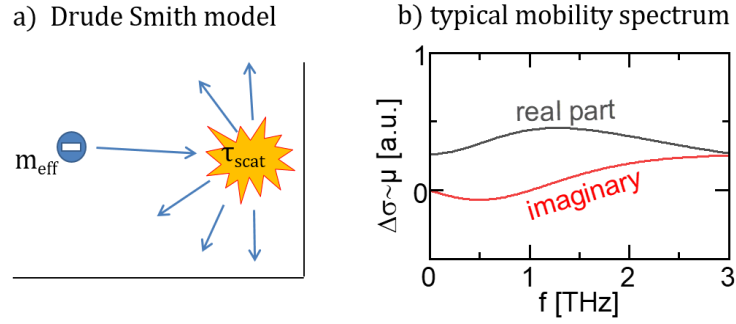 a) Drude Smith model
m_eff
τ_scat
b) typical mobility spectrum
Δσ~μ [a.u.]
1
0
real part
imaginary
0 1 2 3
f [THz]